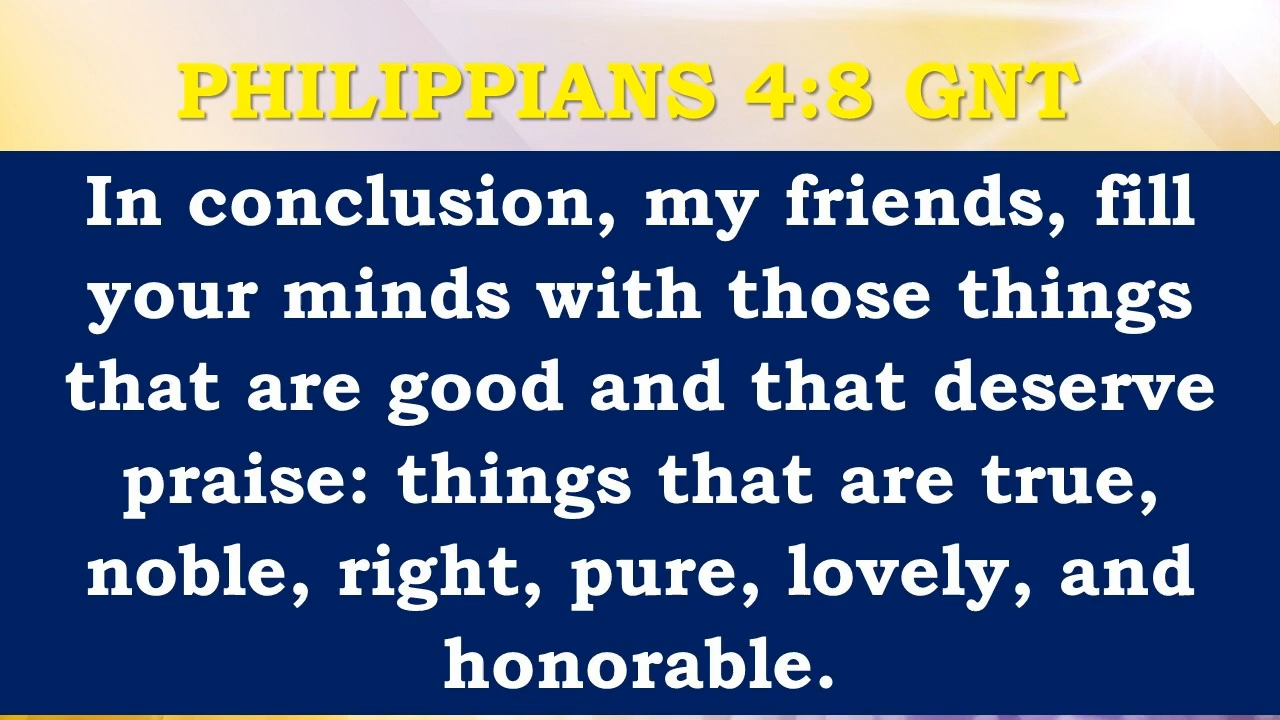 PHILIPPIANS 4:8 GNT
In conclusion, my friends, fill
your minds with those things
that are good and that deserve
praise: things that are true,
noble, right, pure, lovely, and
honorable.